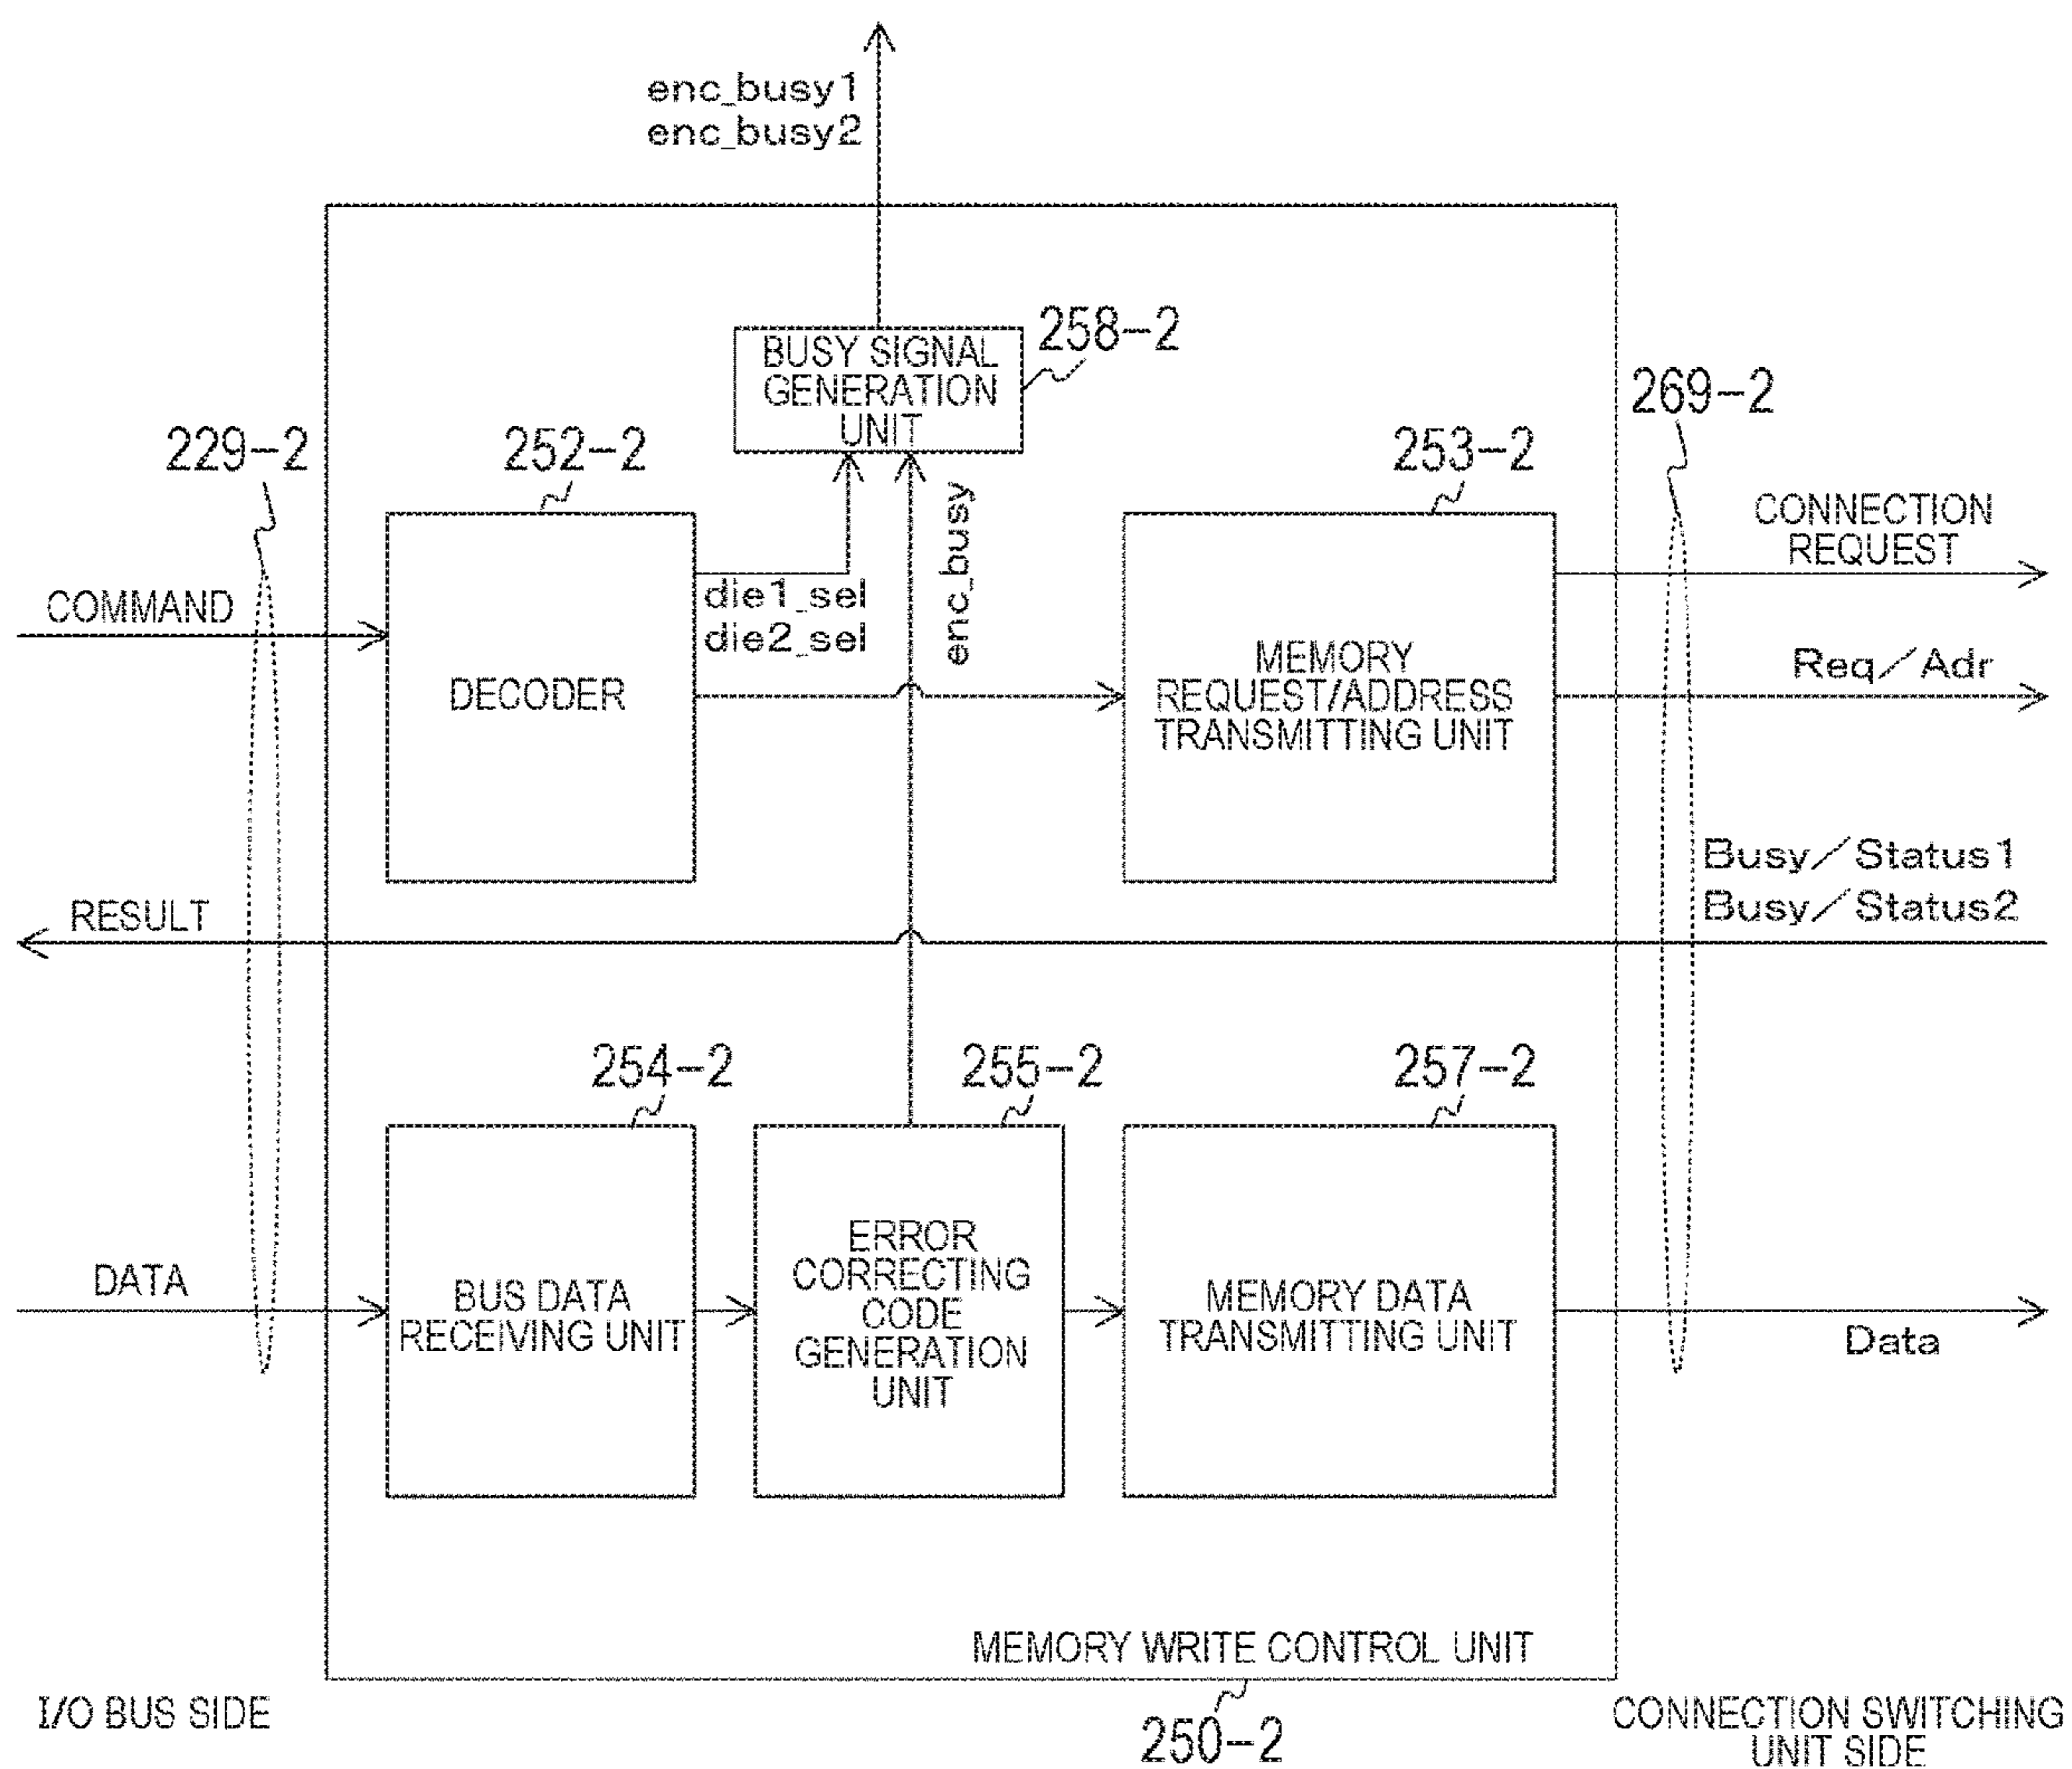 enc_busy1
enc_busy2
BUSY SIGNAL
GENERATION
UNIT
258-2
229-2
252-2
253-2
269-2
COMMAND
DECODER
die1_sel
die2_sel
enc_busy
MEMORY
REQUEST/ADDRESS
TRANSMITTING UNIT
CONNECTION
REQUEST
Req/Adr
RESULT
Busy/Status1
Busy/Status2
254-2
255-2
257-2
DATA
BUS DATA
RECEIVING UNIT
ERROR
CORRECTING
CODE
GENERATION
UNIT
MEMORY DATA
TRANSMITTING UNIT
Data
MEMORY WRITE CONTROL UNIT
I/O BUS SIDE
250-2
CONNECTION SWITCHING
UNIT SIDE